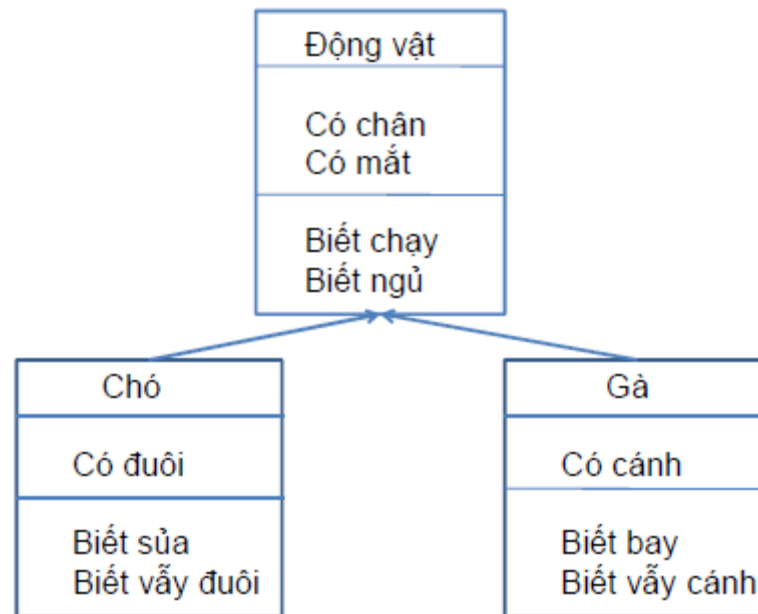 Động vật
Có chân
Có mắt
Biết chạy
Biết ngủ
Chó
Có đuôi
Biết sủa
Biết vẫy đuôi
Gà
Có cánh
Biết bay
Biết vẫy cánh